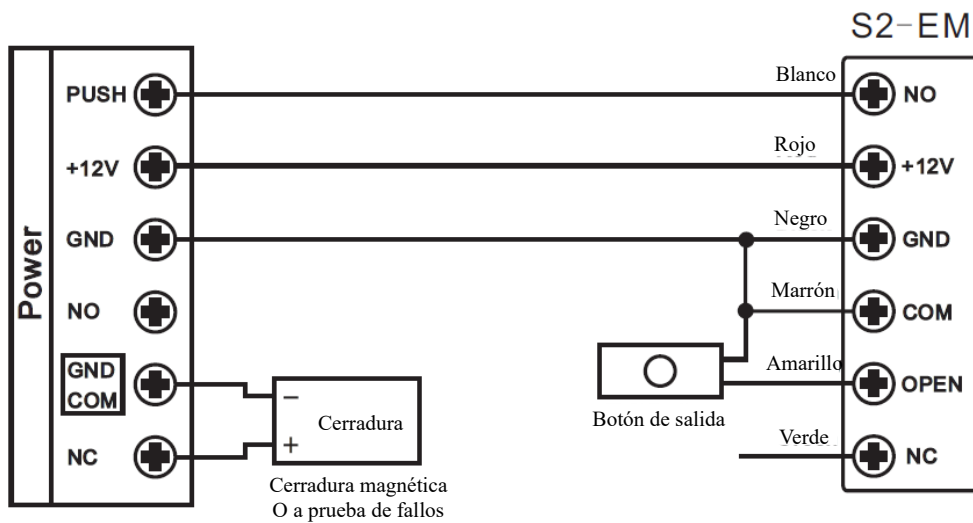 S2-EM
Power
PUSH
+12V
GND
NO
GND
COM
NC
Blanco
Rojo
Negro
Marrón
Amarillo
Verde
NO
+12V
GND
COM
OPEN
NC
−
Cerradura
+
Cerradura magnética
O a prueba de fallos
Botón de salida